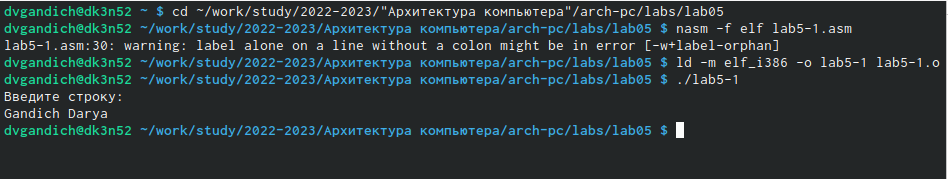 dvgandich@dk3n52 ~ $ cd ~/work/study/2022-2023/"Архитектура компьютера"/arch-pc/labs/lab05
dvgandich@dk3n52 ~/work/study/2022-2023/Архитектура компьютера/arch-pc/labs/lab05 $ nasm -f elf lab5-1.asm
lab5-1.asm:30: warning: label alone on a line without a colon might be in error [-w+label-orphan]
dvgandich@dk3n52 ~/work/study/2022-2023/Архитектура компьютера/arch-pc/labs/lab05 $ ld -m elf_i386 -o lab5-1 lab5-1.o
dvgandich@dk3n52 ~/work/study/2022-2023/Архитектура компьютера/arch-pc/labs/lab05 $ ./lab5-1
Введите строку:
Gandich Darya
dvgandich@dk3n52 ~/work/study/2022-2023/Архитектура компьютера/arch-pc/labs/lab05 $